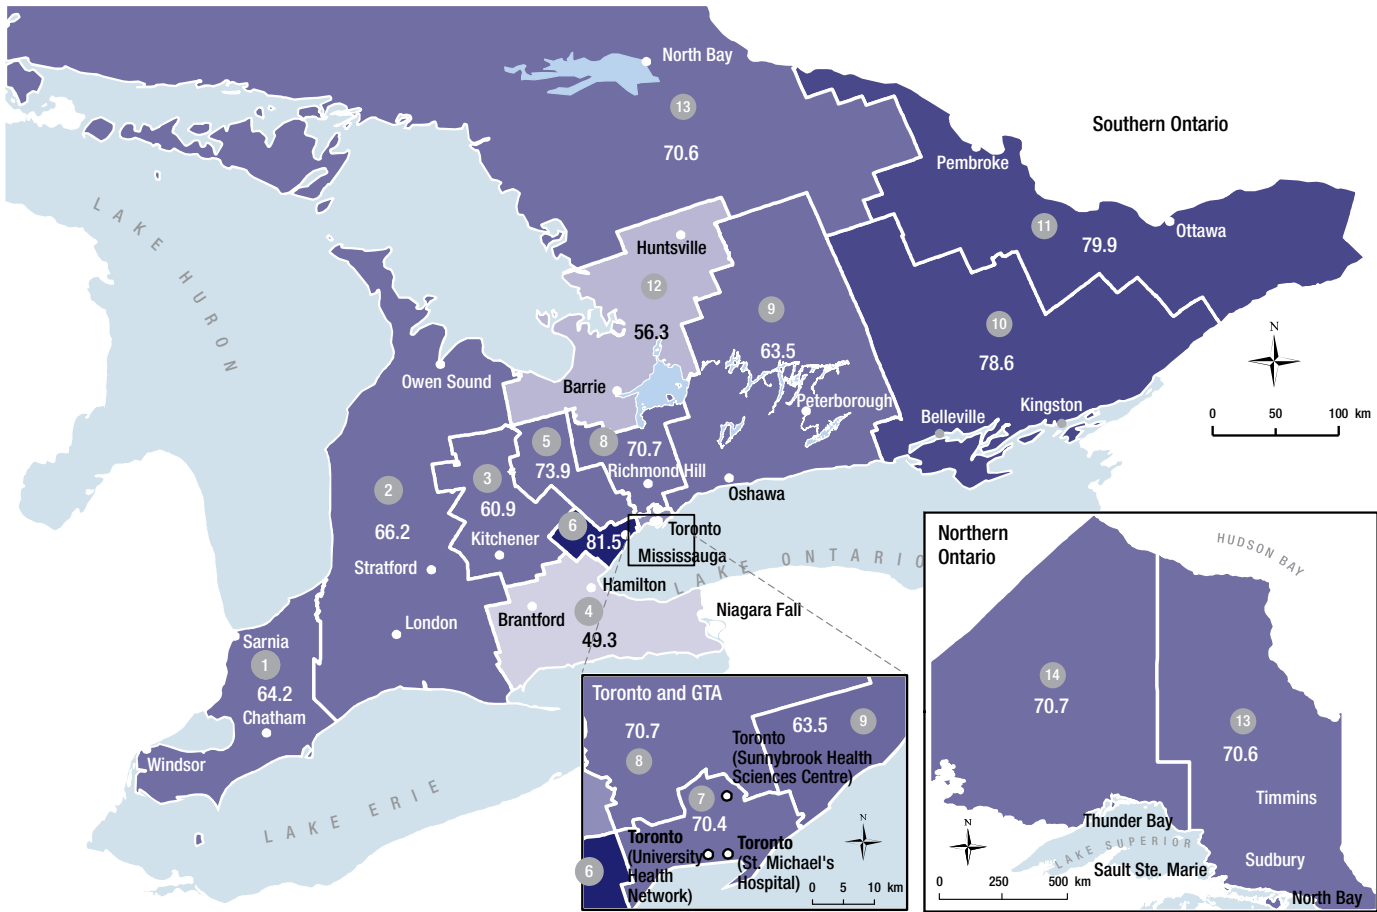 North Bay
13
70.6
Southern Ontario
Pembroke
11
79.9
Ottawa
Huntsville
12
56.3
9
63.5
10
78.6
N
LAKE HURON
Owen Sound
Barrie
Peterborough
Belleville
Kingston
0 50 100 km
5
73.9
8
70.7
Richmond Hill
3
60.9
Kitchener
2
66.2
Oshawa
6
81.5
Toronto
Mississauga
LAKE ONTARIO
Stratford
Hamilton
Brantford
4
49.3
Niagara Fall
London
Sarnia
1
64.2
Chatham
Windsor
LAKE ERIE
Toronto and GTA
70.7
8
63.5
9
Toronto
(Sunnybrook Health
Sciences Centre)
7
70.4
Toronto
(University
Health
Network)
Toronto
(St. Michael's
Hospital)
6
N
0 5 10 km
Northern
Ontario
HUDSON BAY
14
70.7
13
70.6
Timmins
Thunder Bay
LAKE SUPERIOR
Sault Ste. Marie
Sudbury
North Bay
N
0 250 500 km